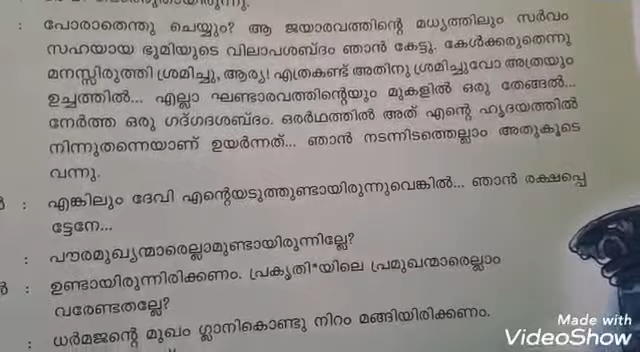 : പോരാതെന്തു ചെയ്യും? ആ ജയാരവത്തിന്റെ മധ്യത്തിലും സർവം
സഹയായ ഭൂമിയുടെ വിലാപശബ്ദം ഞാൻ കേട്ടു. കേൾക്കരുതെന്നു
മനസ്സിരുത്തി ശ്രമിച്ചു, ആര്യ! എത്രകണ്ട് അതിനു ശ്രമിച്ചുവോ അത്രയും
ഉച്ചത്തിൽ... എല്ലാ ഘണ്ടാരവത്തിന്റെയും മുകളിൽ ഒരു തേങ്ങൽ...
നേർത്ത ഒരു ഗദ്ഗദശബ്ദം. ഒരർഥത്തിൽ അത് എന്റെ ഹൃദയത്തിൽ
നിന്നുതന്നെയാണ് ഉയർന്നത്... ഞാൻ നടന്നിടത്തെല്ലാം അതുകൂടെ
വന്നു.
: എങ്കിലും ദേവി എന്റെയടുത്തുണ്ടായിരുന്നുവെങ്കിൽ... ഞാൻ രക്ഷപ്പെ
ട്ടേനേ...
: പൗരമുഖ്യന്മാരെല്ലാമുണ്ടായിരുന്നില്ലേ?
: ഉണ്ടായിരുന്നിരിക്കണം. പ്രകൃതി*യിലെ പ്രമുഖന്മാരെല്ലാം
വരേണ്ടതല്ലേ?
: ധർമജന്റെ മുഖം ഗ്ലാനികൊണ്ടു നിറം മങ്ങിയിരിക്കണം.
Made with
VideoShow